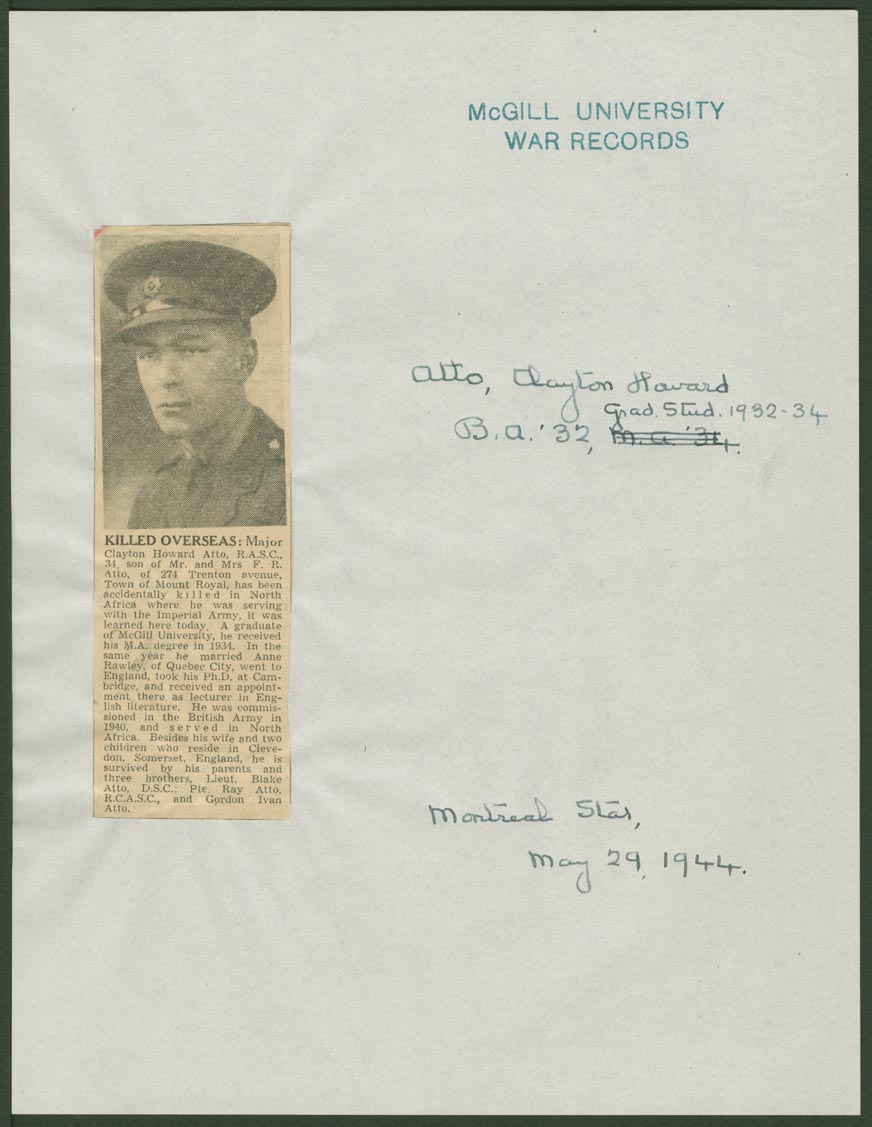 McGILL UNIVERSITY
WAR RECORDS
Atto, Clayton Howard
Grad. Stud. 1932-34
B.A. '32, M.A. '34.
KILLED OVERSEAS: Major
Clayton Howard Atto, R.A.S.C.,
34, son of Mr. and Mrs F. R.
Atto, of 274 Trenton avenue,
Town of Mount Royal, has been
accidentally killed in North
Africa where he was serving
with the Imperial Army, it was
learned here today. A graduate
of McGill University, he received
his M.A. degree in 1934. In the
same year he married Anne
Rawley, of Quebec City, went to
England, took his Ph.D. at Cam-
bridge, and received an appoint-
ment there as lecturer in Eng-
lish literature. He was commis-
sioned in the British Army in
1940, and served in North
Africa. Besides his wife and two
children who reside in Cleve-
don, Somerset, England, he is
survived by his parents and
three brothers, Lieut. Blake
Atto, D.S.C.; Pte. Ray Atto,
R.C.A.S.C., and Gordon Ivan
Atto.
Montreal Star,
May 29, 1944.